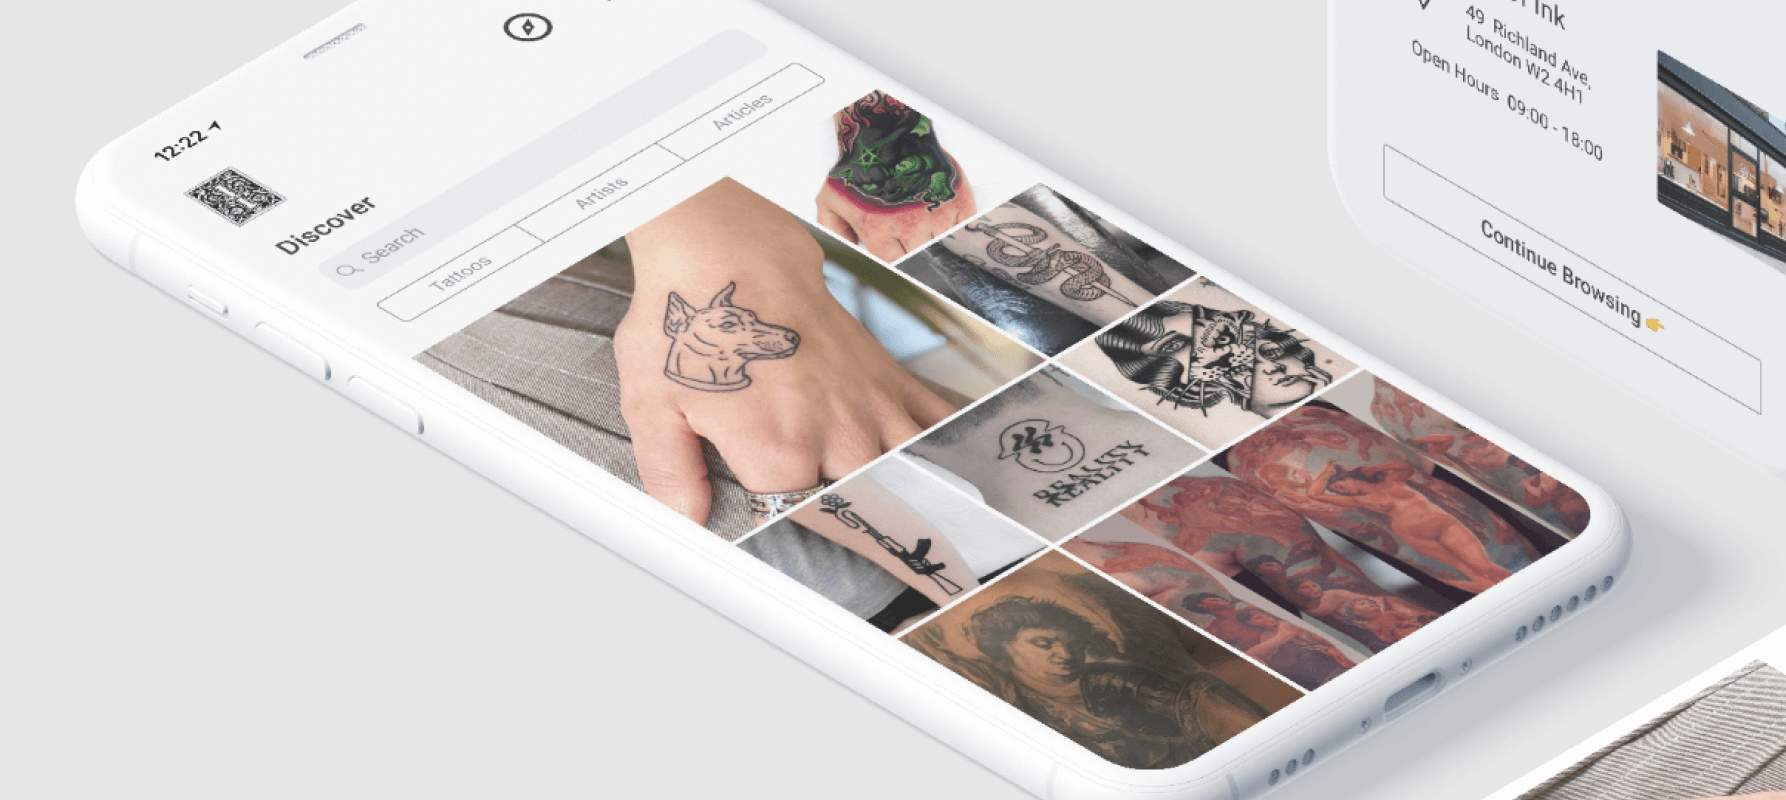 12:22
Discover
Search
Tattoos
Artists
Articles
REALITY
REALITY
Ink
49 Richland Ave,
London W2 4H1
Open Hours 09:00 - 18:00
Continue Browsing 👉